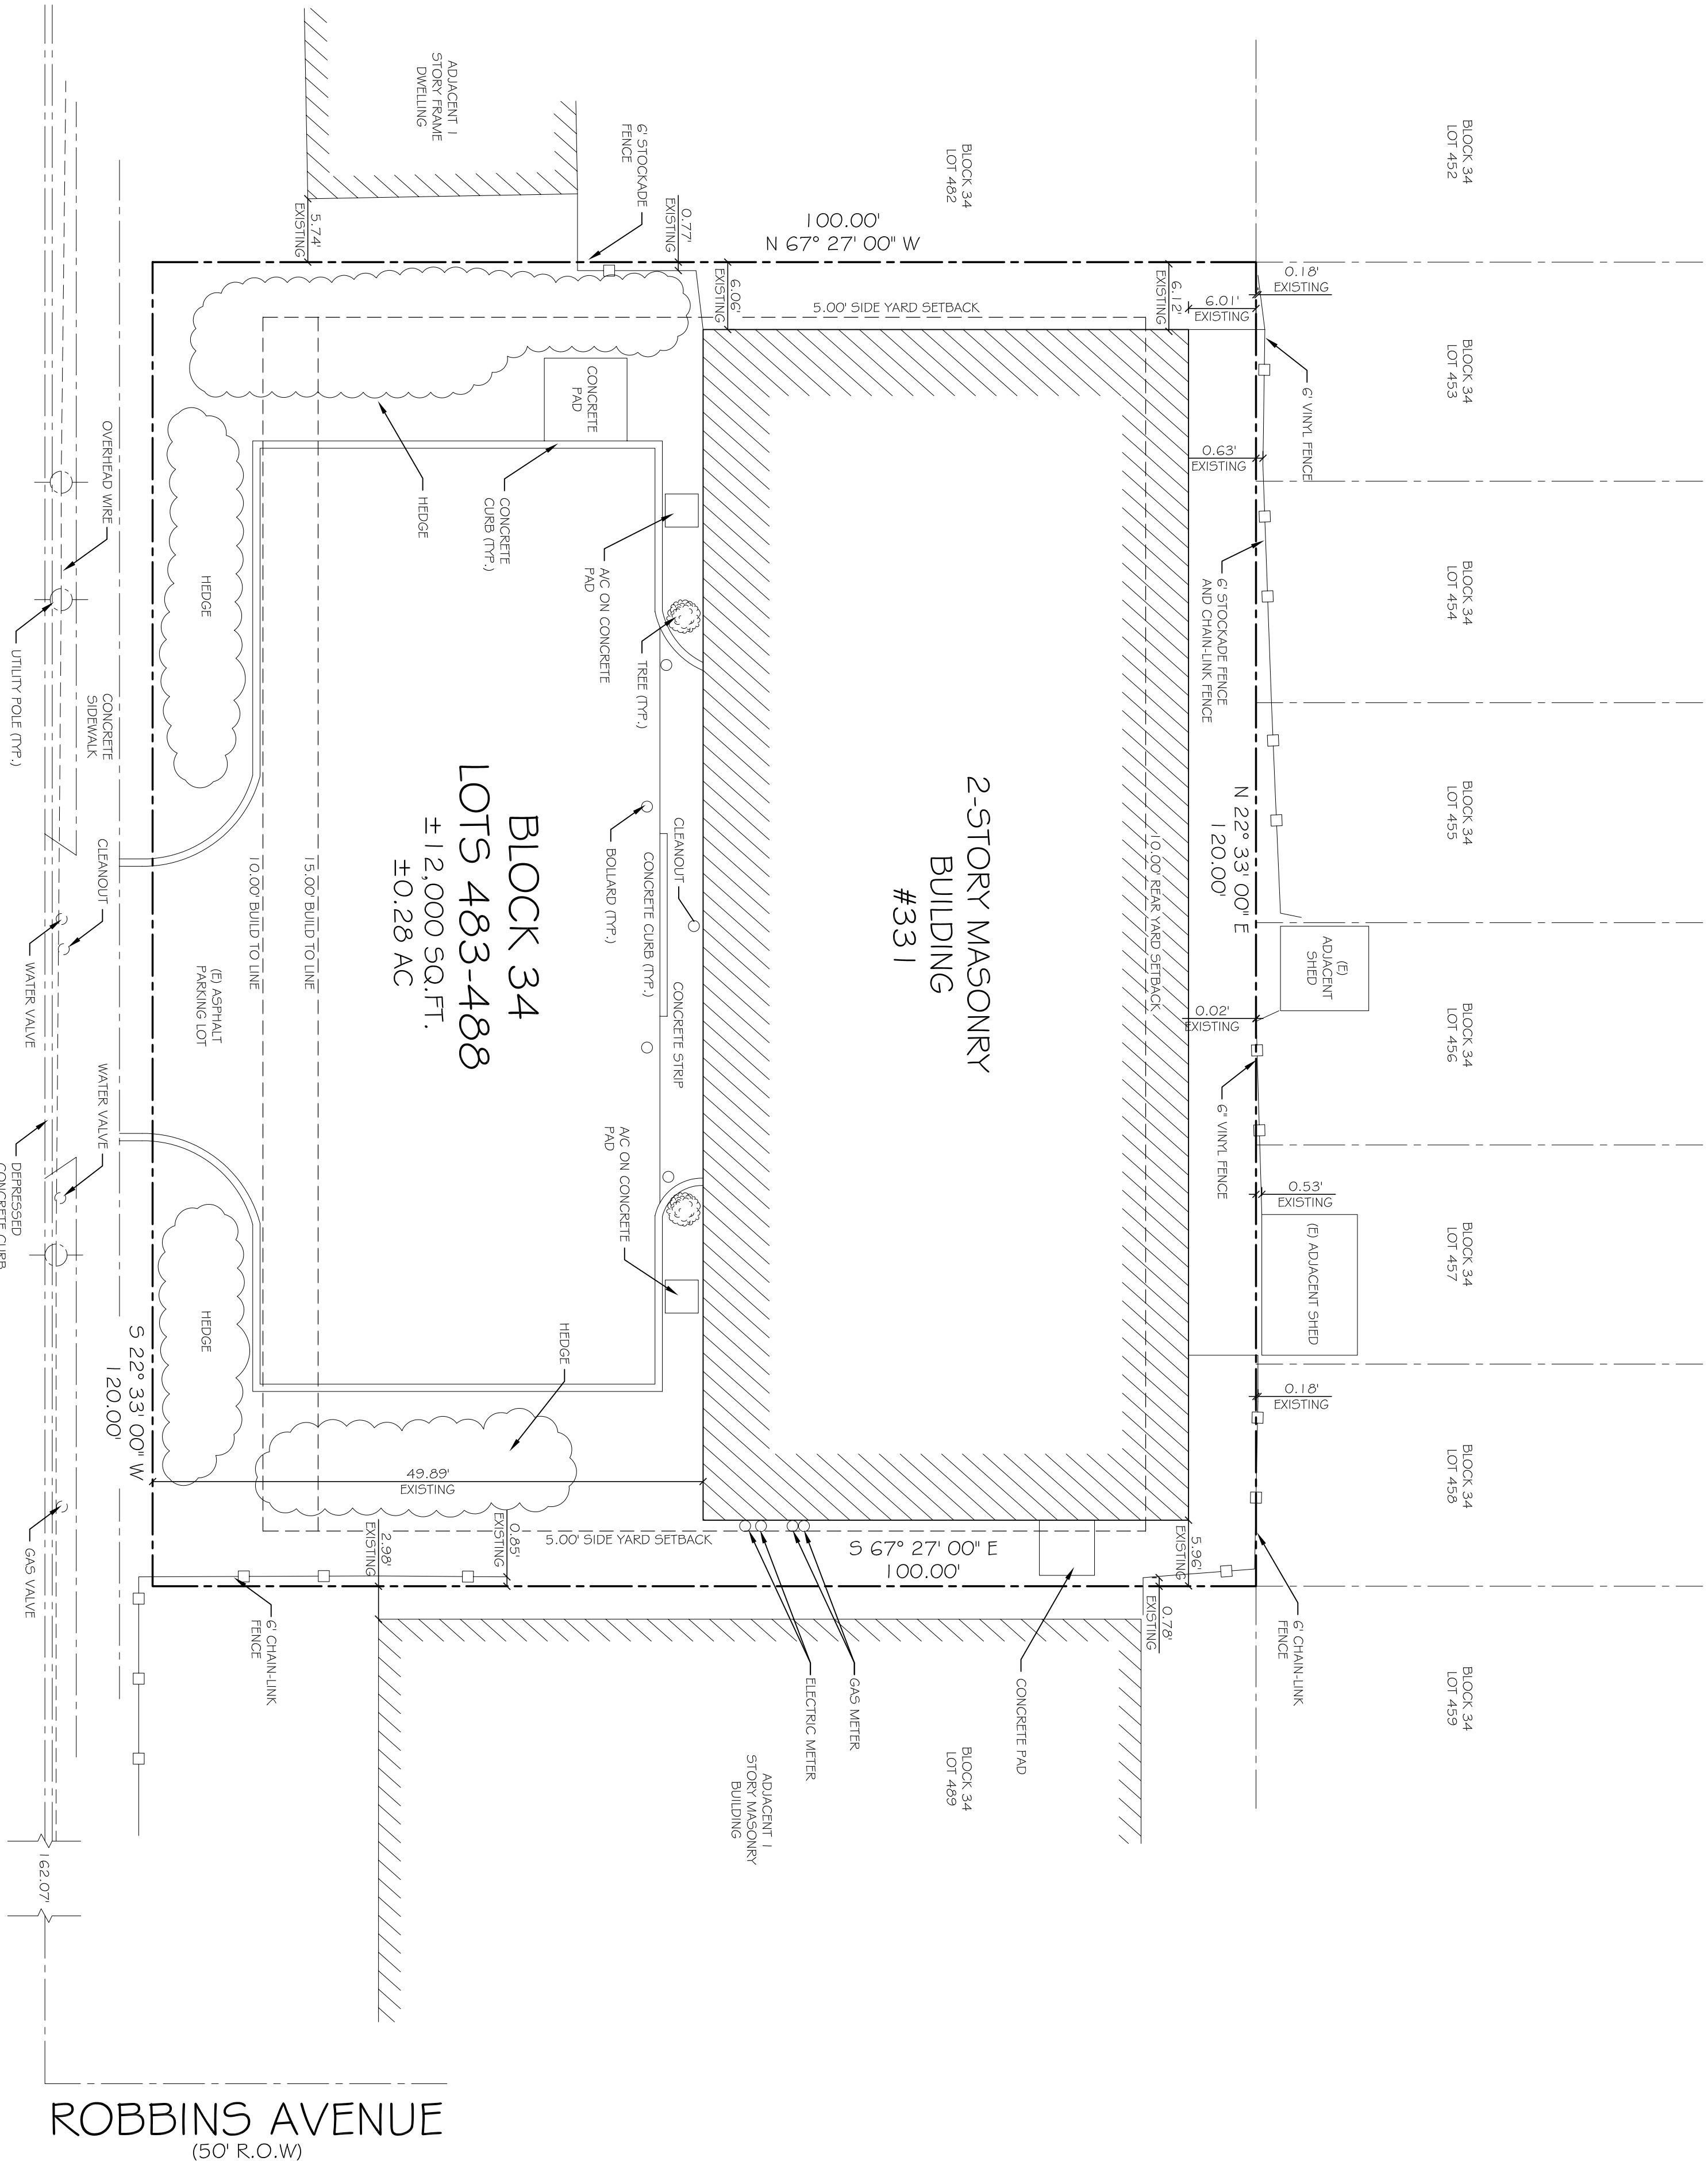 BLOCK 34
LOT 452
BLOCK 34
LOT 453
BLOCK 34
LOT 454
BLOCK 34
LOT 455
BLOCK 34
LOT 456
BLOCK 34
LOT 457
BLOCK 34
LOT 458
BLOCK 34
LOT 459
BLOCK 34
LOT 482
BLOCK 34
LOT 489
ADJACENT 1
STORY FRAME
DWELLING
6' STOCKADE
FENCE
5.74'
EXISTING
0.77'
EXISTING
100.00'
N 67° 27' 00" W
6.06'
EXISTING
5.00' SIDE YARD SETBACK
6.12'
EXISTING
6.01'
EXISTING
0.18'
EXISTING
6' VINYL FENCE
0.63'
EXISTING
6' STOCKADE FENCE
AND CHAIN-LINK FENCE
N 22° 33' 00" E
120.00'
(E)
ADJACENT
SHED
0.02'
EXISTING
6" VINYL FENCE
0.53'
EXISTING
(E) ADJACENT SHED
0.18'
EXISTING
6' CHAIN-LINK
FENCE
10.00' REAR YARD SETBACK
2-STORY MASONRY
BUILDING
#331
CONCRETE
PAD
CONCRETE
CURB (TYP.)
HEDGE
A/C ON CONCRETE
PAD
TREE (TYP.)
CLEANOUT
CONCRETE STRIP
CONCRETE CURB (TYP.)
BOLLARD (TYP.)
BLOCK 34
LOTS 483-488
±12,000 SQ.FT.
±0.28 AC
A/C ON CONCRETE
PAD
HEDGE
15.00' BUILD TO LINE
10.00' BUILD TO LINE
(E) ASPHALT
PARKING LOT
HEDGE
HEDGE
49.89'
EXISTING
2.98'
EXISTING
0.85'
EXISTING
5.00' SIDE YARD SETBACK
S 67° 27' 00" E
100.00'
5.96'
EXISTING
0.78'
EXISTING
CONCRETE PAD
GAS METER
ELECTRIC METER
ADJACENT 1
STORY MASONRY
BUILDING
6' CHAIN-LINK
FENCE
S 22° 33' 00" W
120.00'
OVERHEAD WIRE
CONCRETE
SIDEWALK
UTILITY POLE (TYP.)
CLEANOUT
WATER VALVE
WATER VALVE
DEPRESSED
CONCRETE CURB
GAS VALVE
162.07'
ROBBINS AVENUE
(50' R.O.W)